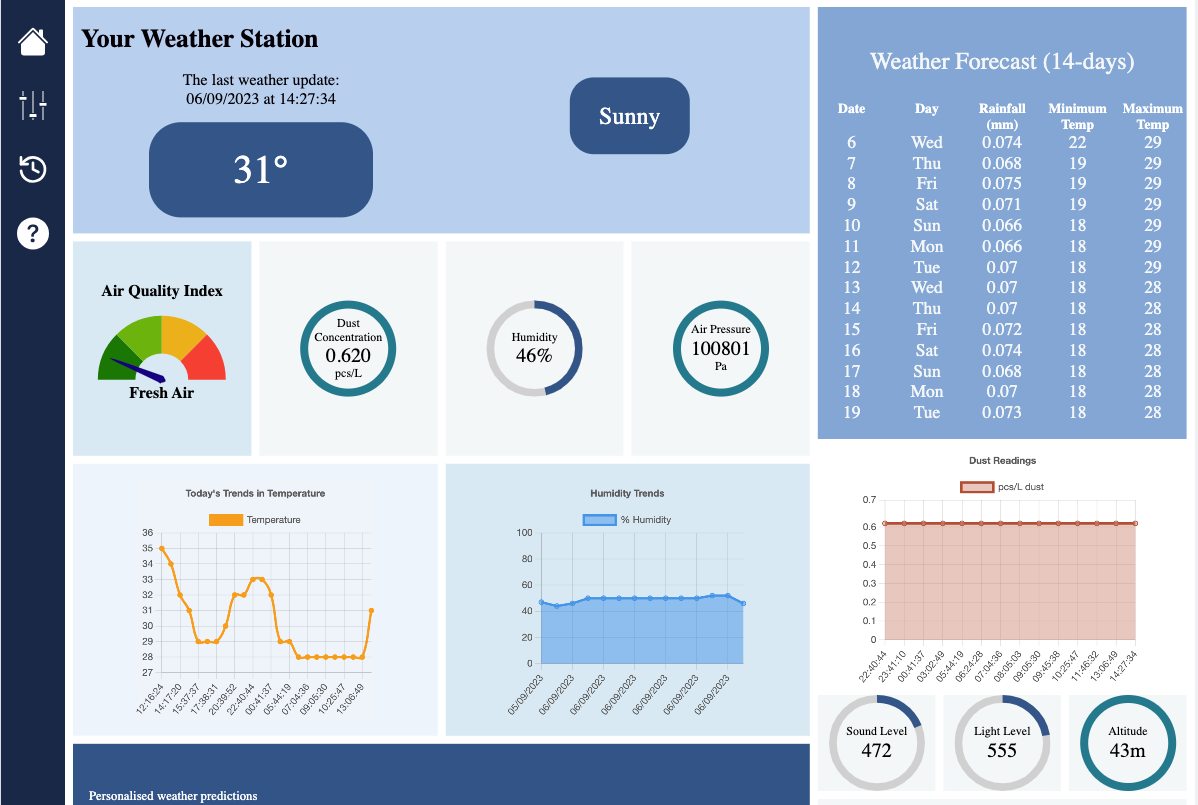 Your Weather Station
The last weather update:
06/09/2023 at 14:27:34
31°
Sunny
Weather Forecast (14-days)
Date Day Rainfall (mm) Minimum Temp Maximum Temp
6 Wed 0.074 22 29
7 Thu 0.068 19 29
8 Fri 0.075 19 29
9 Sat 0.071 19 29
10 Sun 0.066 18 29
11 Mon 0.066 18 29
12 Tue 0.07 18 29
13 Wed 0.07 18 28
14 Thu 0.07 18 28
15 Fri 0.072 18 28
16 Sat 0.074 18 28
17 Sun 0.068 18 28
18 Mon 0.07 18 28
19 Tue 0.073 18 28
Air Quality Index
Fresh Air
Dust
Concentration
0.620
pcs/L
Humidity
46%
Air Pressure
100801
Pa
Today's Trends in Temperature
Temperature
36
35
34
33
32
31
30
29
28
27
12:16:24
14:17:20
15:37:37
17:38:31
20:39:52
22:40:44
00:41:37
05:44:19
07:04:36
09:05:30
10:25:47
13:06:49
Humidity Trends
% Humidity
100
80
60
40
20
0
05/09/2023
06/09/2023
06/09/2023
06/09/2023
06/09/2023
06/09/2023
06/09/2023
Dust Readings
pcs/L dust
0.7
0.6
0.5
0.4
0.3
0.2
0.1
0
22:40:44
23:41:10
00:41:37
03:02:49
05:44:19
06:24:28
07:04:36
08:05:03
09:05:30
09:45:38
10:25:47
11:46:32
13:06:49
14:27:34
Sound Level
472
Light Level
555
Altitude
43m
Personalised weather predictions
?